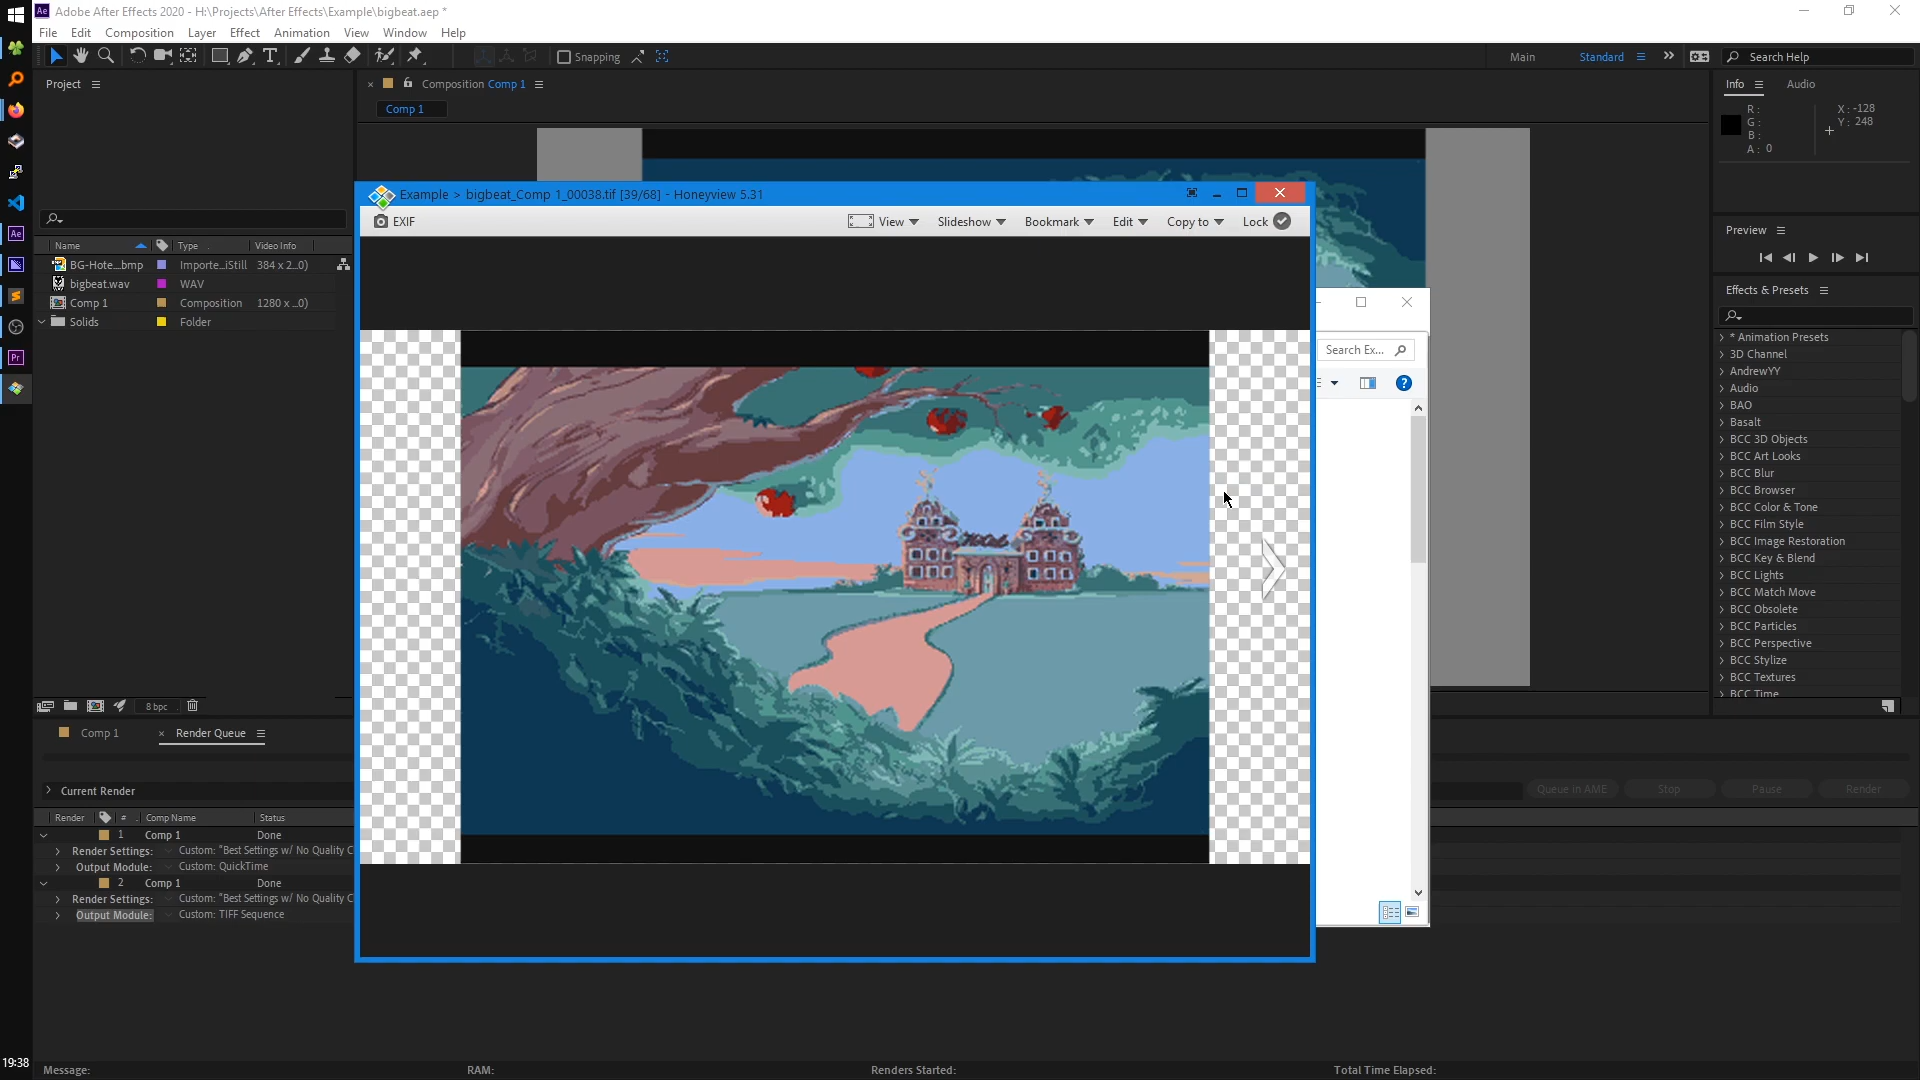 Adobe After Effects 2020 - H:\Projects\After Effects\Example\bigbeat.aep *
File Edit Composition Layer Effect Animation View Window Help
Snapping
Main Standard Search Help
Project
Composition Comp 1
Info Audio
Comp 1
R:
G:
B:
A: 0
X: -128
Y: 248
Example > bigbeat_Comp 1_00038.tif [39/68] - Honeyview 5.31
EXIF View Slideshow Bookmark Edit Copy to Lock
Preview
Name Type Video Info
BG-Hote...bmp Importe...iStill 384 x 2...0)
bigbeat.wav WAV
Comp 1 Composition 1280 x ...0)
Solids Folder
Search Ex...
Effects & Presets
* Animation Presets
3D Channel
AndrewYY
Audio
BAO
Basalt
BCC 3D Objects
BCC Art Looks
BCC Blur
BCC Browser
BCC Color & Tone
BCC Film Style
BCC Image Restoration
BCC Key & Blend
BCC Lights
BCC Match Move
BCC Obsolete
BCC Particles
BCC Perspective
BCC Stylize
BCC Textures
BCC Time
8 bpc
Comp 1 Render Queue
Current Render
Queue in AME Stop Pause Render
Render # Comp Name Status
1 Comp 1 Done
Render Settings: Custom: "Best Settings w/ No Quality C
Output Module: Custom: QuickTime
2 Comp 1 Done
Render Settings: Custom: "Best Settings w/ No Quality C
Output Module: Custom: TIFF Sequence
19:38
Message: RAM: Renders Started: Total Time Elapsed: